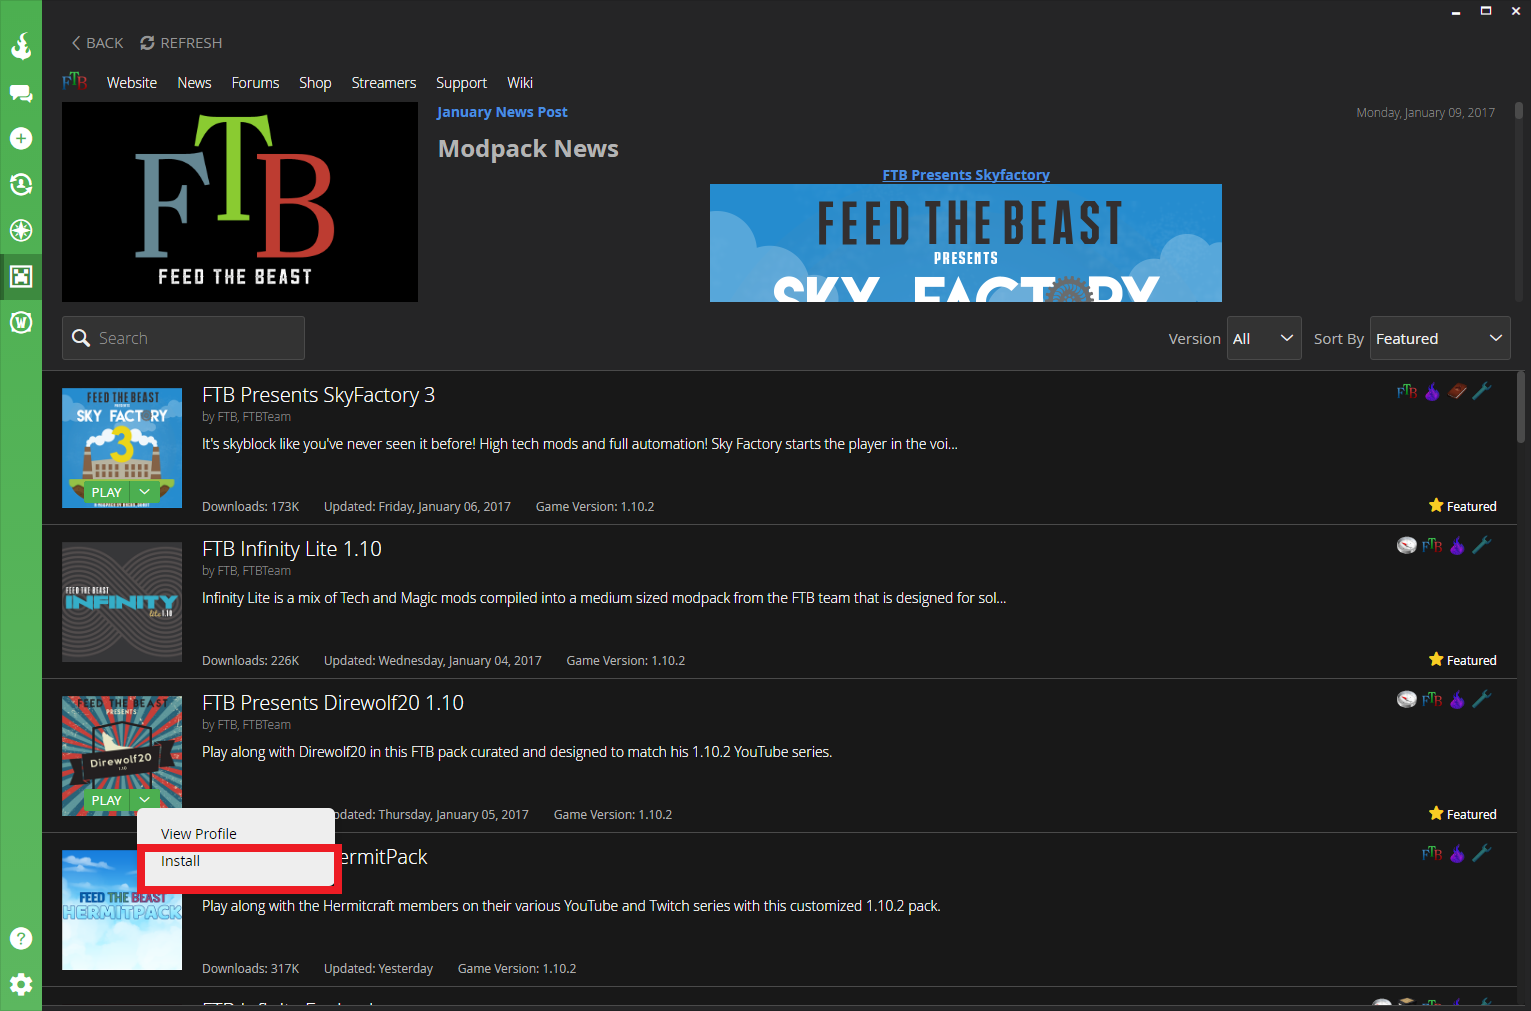 BACK REFRESH
FTB Website News Forums Shop Streamers Support Wiki
FTB
FEED THE BEAST
January News Post
Monday, January 09, 2017
Modpack News
FTB Presents Skyfactory
FEED THE BEAST
PRESENTS
SKY FACTORY
Search
Version All Sort By Featured
FEED THE BEAST
SKY FACTORY
3
PLAY
FTB Presents SkyFactory 3
by FTB, FTBTeam
It's skyblock like you've never seen it before! High tech mods and full automation! Sky Factory starts the player in the voi...
Downloads: 173K Updated: Friday, January 06, 2017 Game Version: 1.10.2
Featured
FEED THE BEAST
INFINITY
lite 1.10
FTB Infinity Lite 1.10
by FTB, FTBTeam
Infinity Lite is a mix of Tech and Magic mods compiled into a medium sized modpack from the FTB team that is designed for sol...
Downloads: 226K Updated: Wednesday, January 04, 2017 Game Version: 1.10.2
Featured
FEED THE BEAST
PRESENTS
Direwolf20
1.10
PLAY
FTB Presents Direwolf20 1.10
by FTB, FTBTeam
Play along with Direwolf20 in this FTB pack curated and designed to match his 1.10.2 YouTube series.
pdated: Thursday, January 05, 2017 Game Version: 1.10.2
Featured
View Profile
Install
FEED THE BEAST
HERMITPACK
ermitPack
Play along with the Hermitcraft members on their various YouTube and Twitch series with this customized 1.10.2 pack.
Downloads: 317K Updated: Yesterday Game Version: 1.10.2